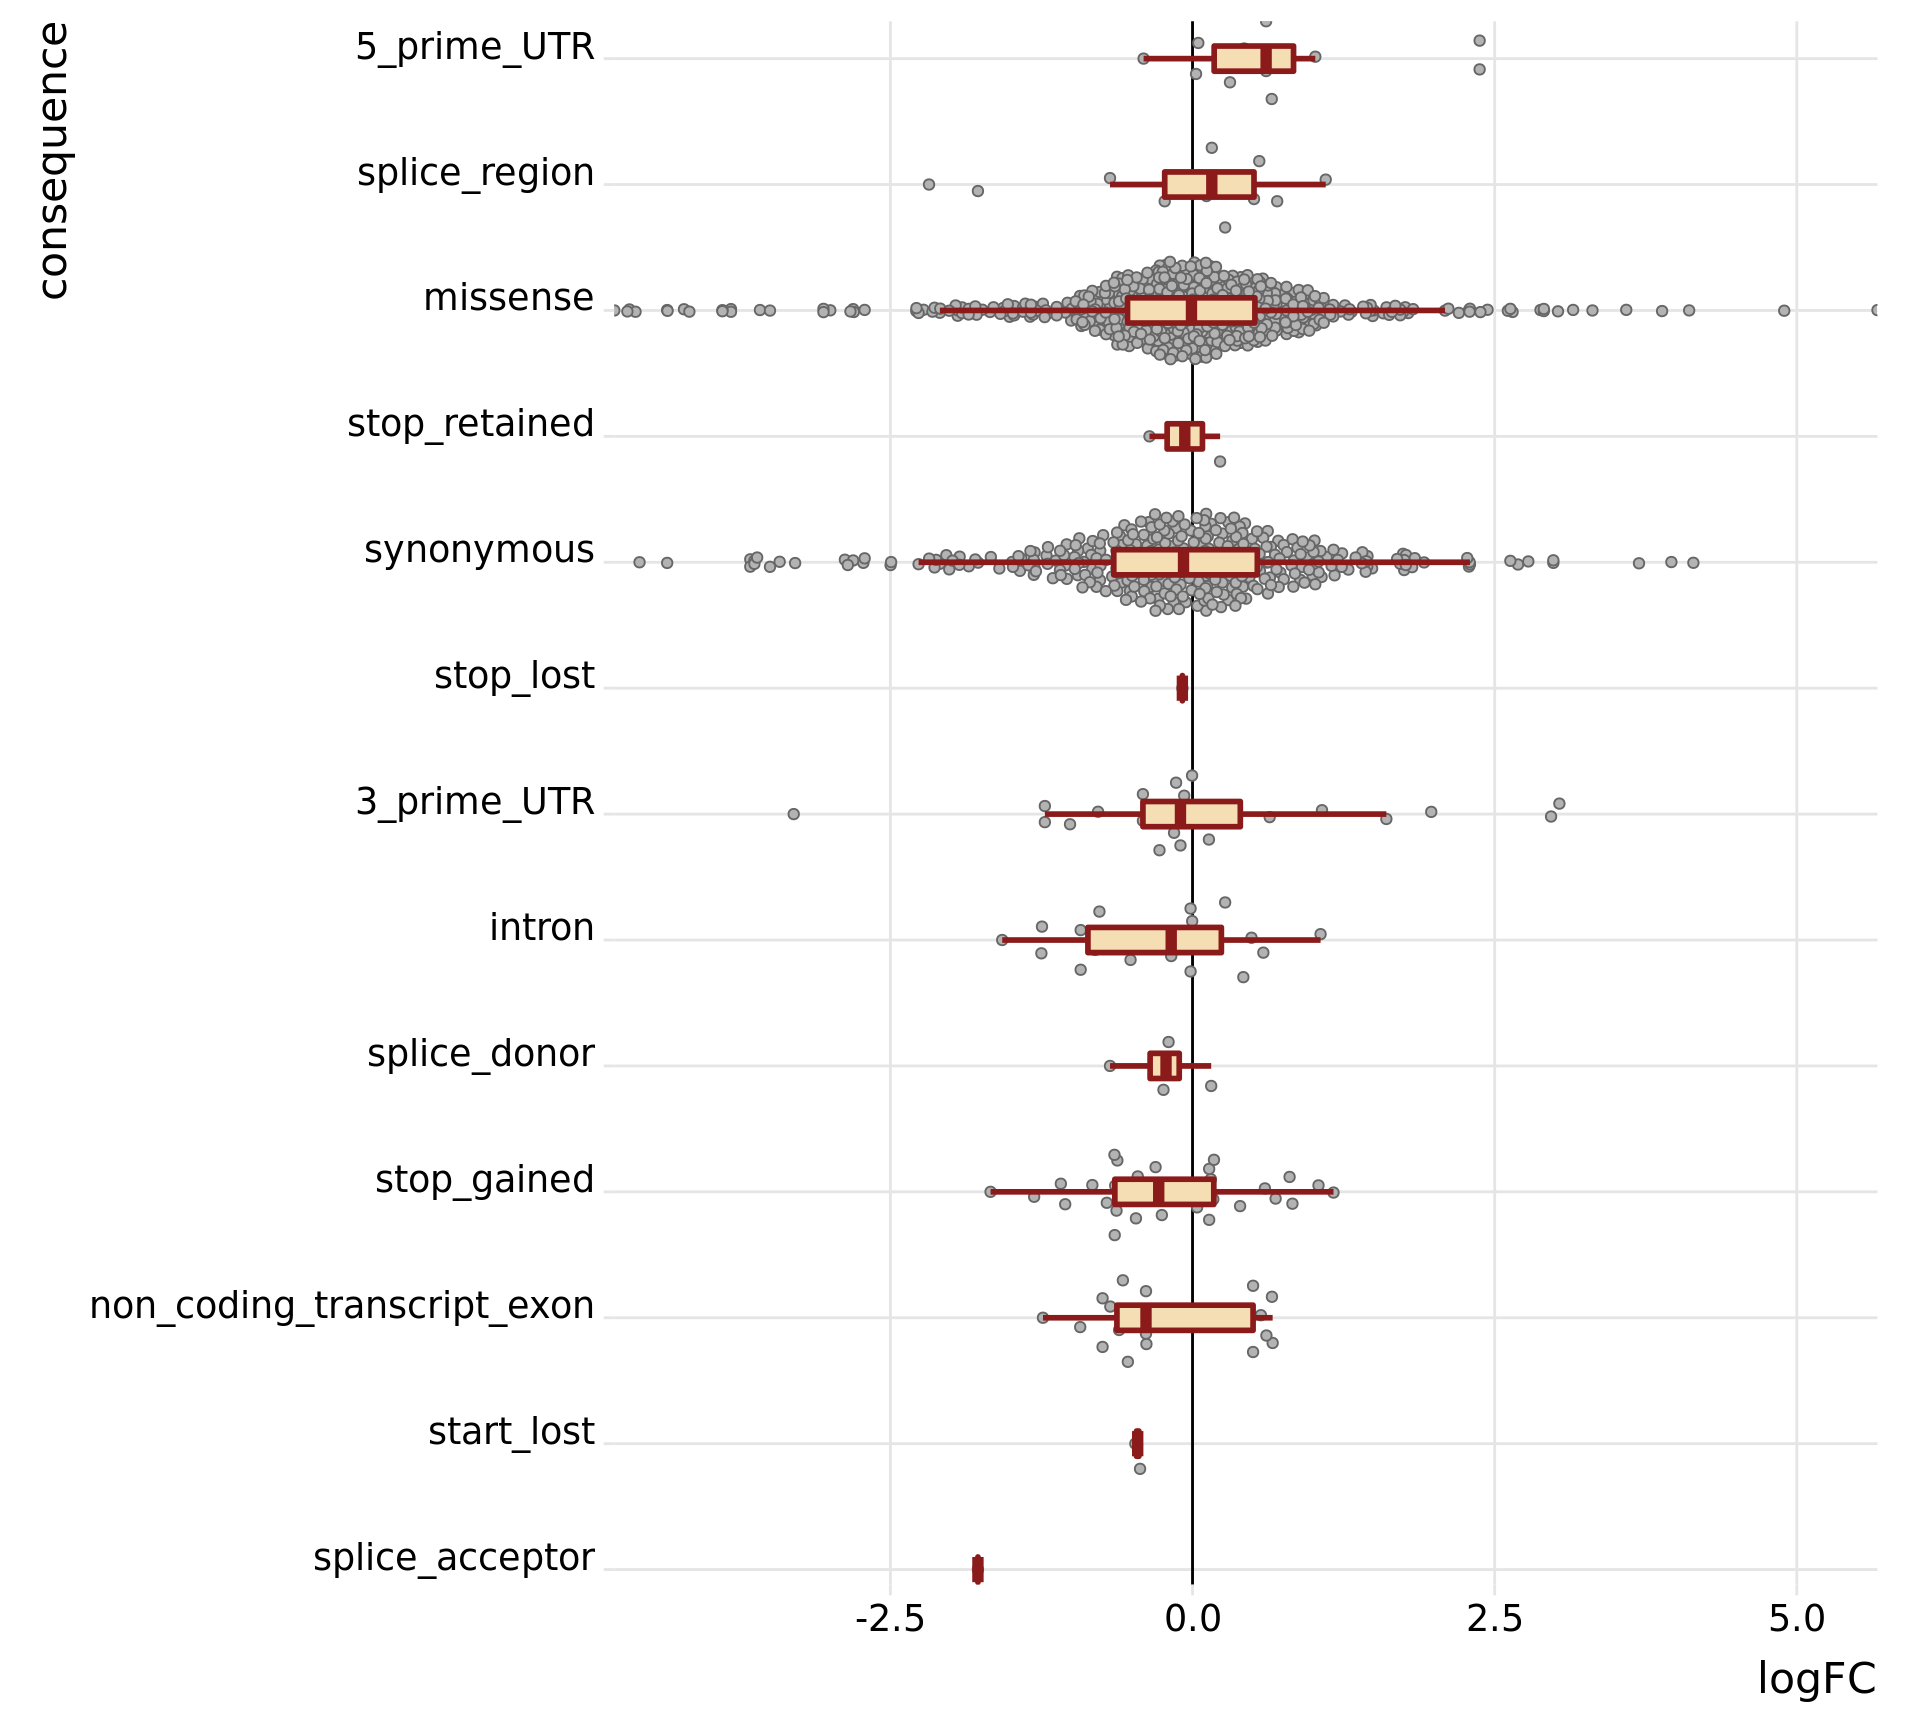 consequence
5_prime_UTR
splice_region
missense
stop_retained
synonymous
stop_lost
3_prime_UTR
intron
splice_donor
stop_gained
non_coding_transcript_exon
start_lost
splice_acceptor
-2.5 0.0 2.5 5.0
logFC